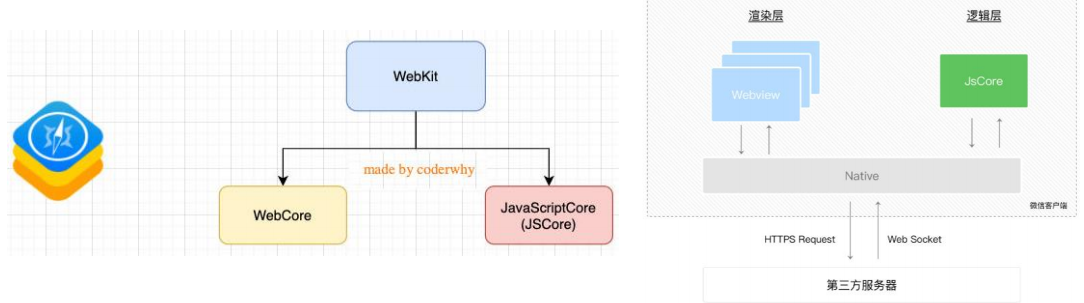 WebKit
made by coderwhy
WebCore
JavaScriptCore
(JSCore)
渲染层
逻辑层
Webview
JsCore
Native
微信客户端
HTTPS Request
Web Socket
第三方服务器